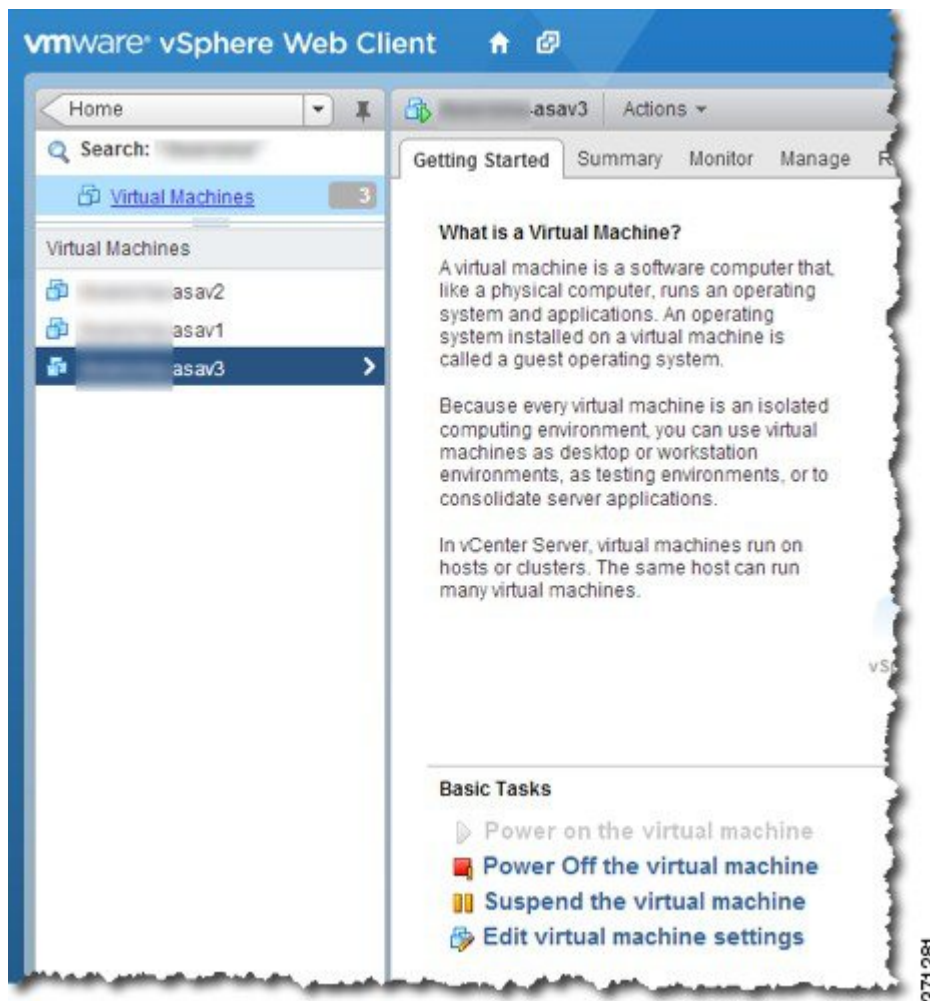 vmware® vSphere Web Client
Home
Search:
Virtual Machines 3
Virtual Machines
asav2
asav1
asav3
asav3 Actions
Getting Started Summary Monitor Manage R
What is a Virtual Machine?
A virtual machine is a software computer that,
like a physical computer, runs an operating
system and applications. An operating
system installed on a virtual machine is
called a guest operating system.
Because every virtual machine is an isolated
computing environment, you can use virtual
machines as desktop or workstation
environments, as testing environments, or to
consolidate server applications.
In vCenter Server, virtual machines run on
hosts or clusters. The same host can run
many virtual machines.
vSp
Basic Tasks
Power on the virtual machine
Power Off the virtual machine
Suspend the virtual machine
Edit virtual machine settings
371281